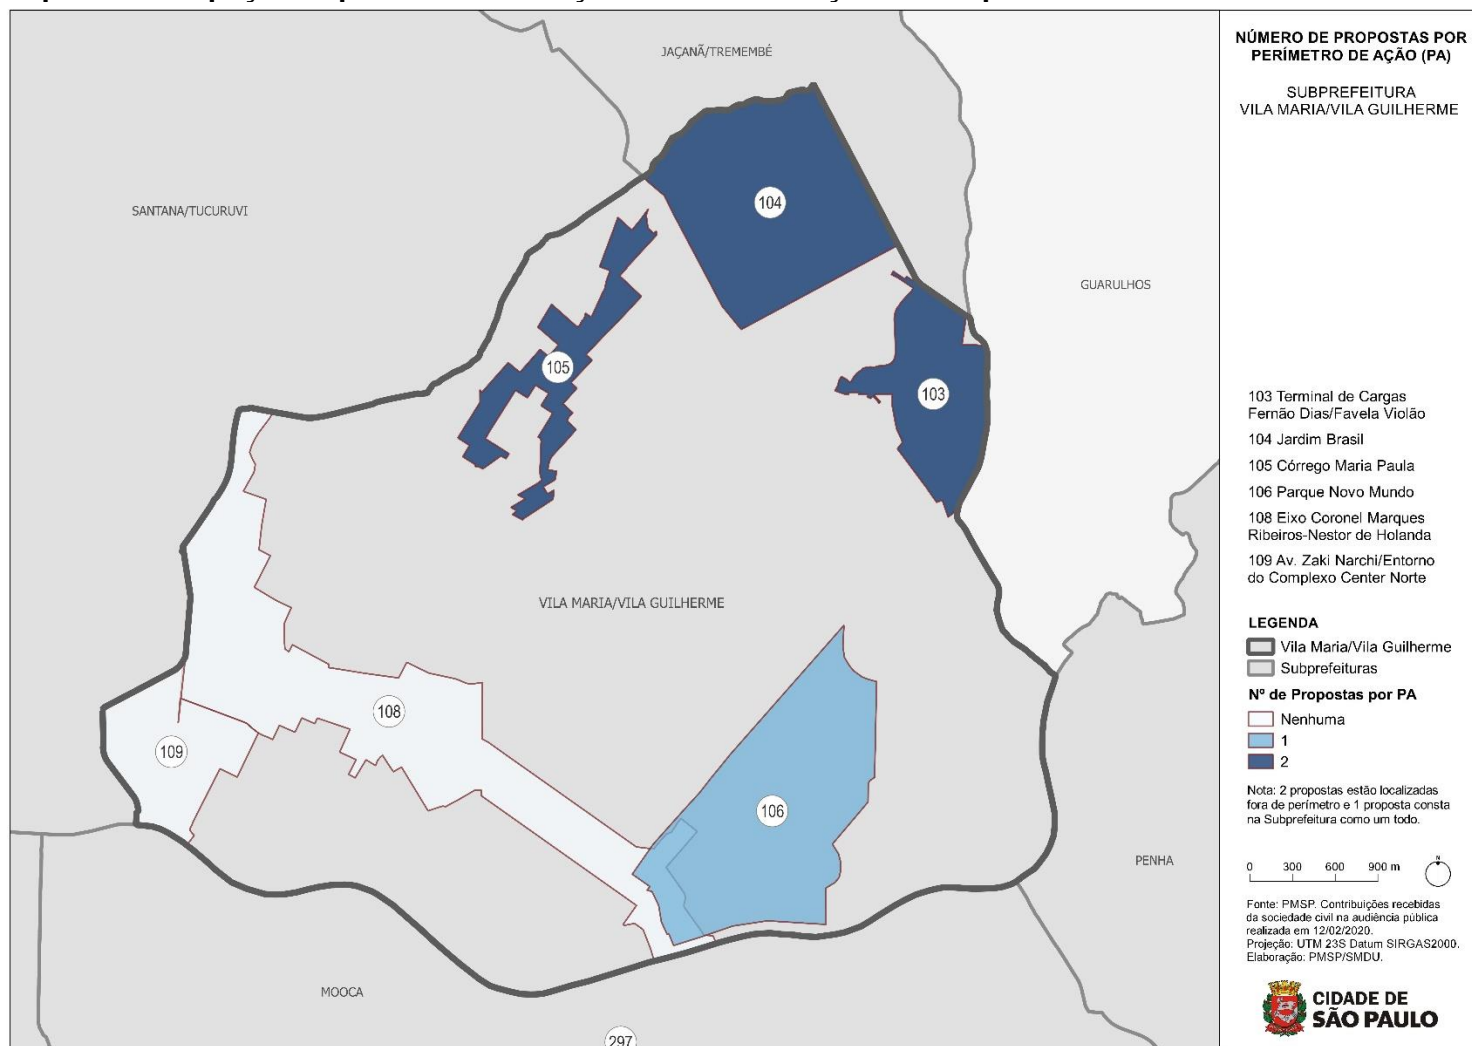 JAÇANÃ/TREMEMBÉ
SANTANA/TUCURUVI
104
GUARULHOS
105
103
VILA MARIA/VILA GUILHERME
108
109
106
PENHA
MOOCA
297
NÚMERO DE PROPOSTAS POR
PERÍMETRO DE AÇÃO (PA)
SUBPREFEITURA
VILA MARIA/VILA GUILHERME
103 Terminal de Cargas
Fernão Dias/Favela Violão
104 Jardim Brasil
105 Córrego Maria Paula
106 Parque Novo Mundo
108 Eixo Coronel Marques
Ribeiros-Nestor de Holanda
109 Av. Zaki Narchi/Entorno
do Complexo Center Norte
LEGENDA
Vila Maria/Vila Guilherme
Subprefeituras
Nº de Propostas por PA
Nenhuma
1
2
Nota: 2 propostas estão localizadas
fora de perímetro e 1 proposta consta
na Subprefeitura como um todo.
0 300 600 900 m
N
Fonte: PMSP. Contribuições recebidas
da sociedade civil na audiência pública
realizada em 12/02/2020.
Projeção: UTM 23S Datum SIRGAS2000.
Elaboração: PMSP/SMDU.
CIDADE DE
SÃO PAULO